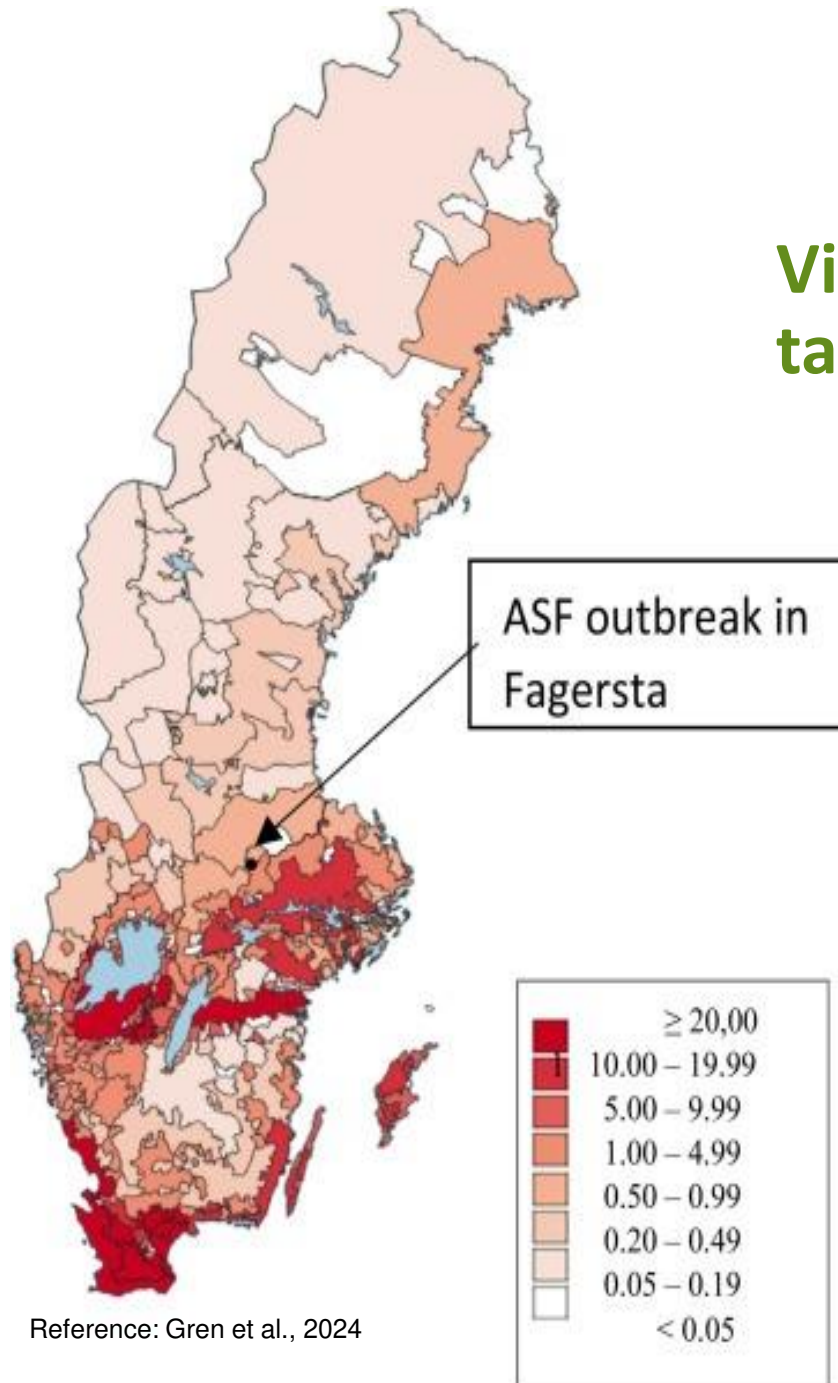 Vi
ta
ASF outbreak in
Fagersta
≥ 20,00
10.00 – 19.99
5.00 – 9.99
1.00 – 4.99
0.50 – 0.99
0.20 – 0.49
0.05 – 0.19
< 0.05
Reference: Gren et al., 2024